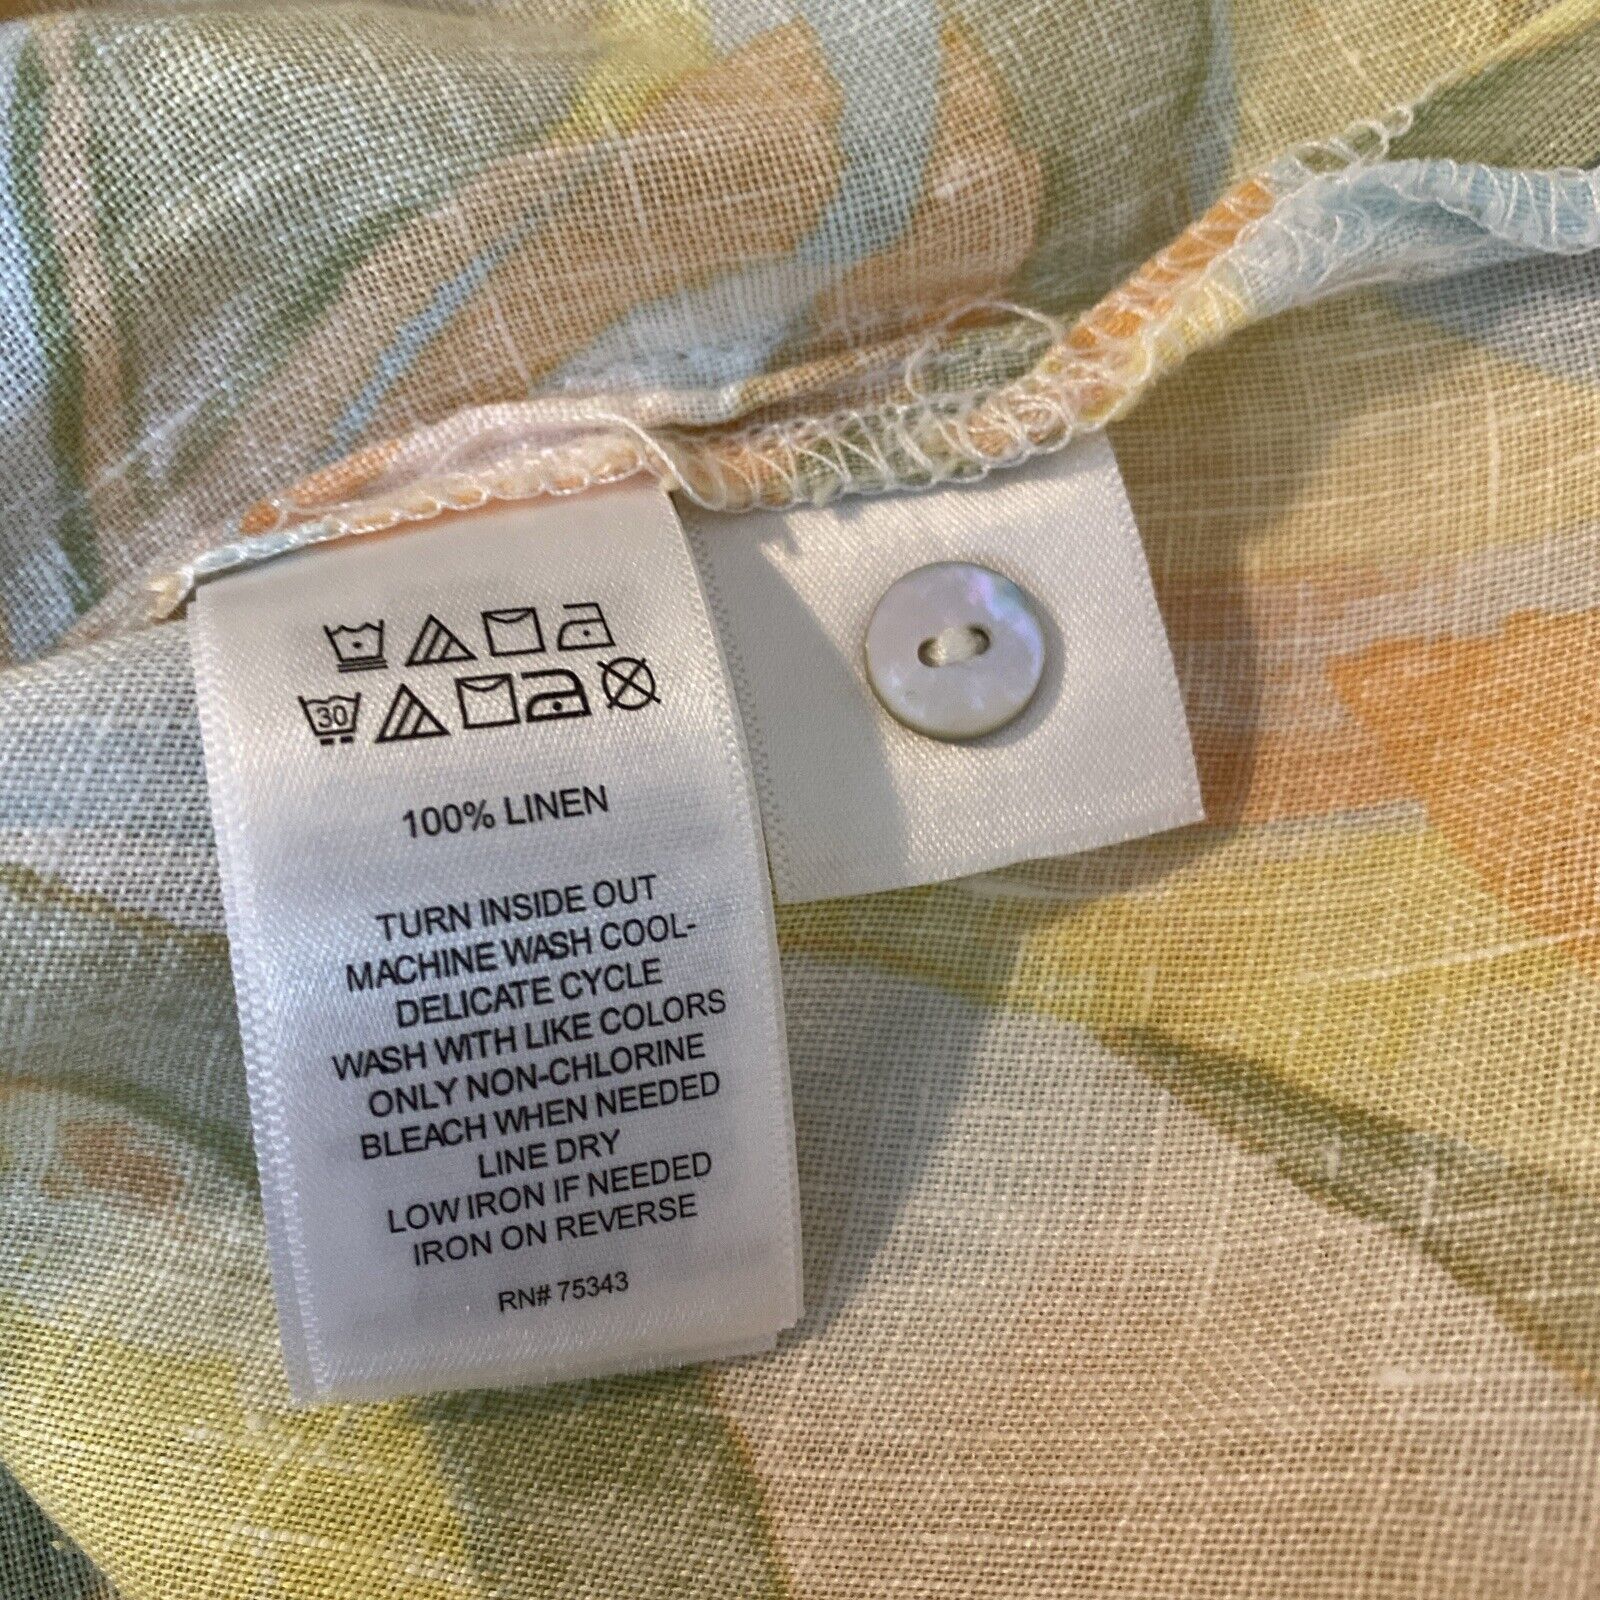 30
100% LINEN
TURN INSIDE OUT
MACHINE WASH COOL-
DELICATE CYCLE
WASH WITH LIKE COLORS
ONLY NON-CHLORINE
BLEACH WHEN NEEDED
LINE DRY
LOW IRON IF NEEDED
IRON ON REVERSE
RN# 75343